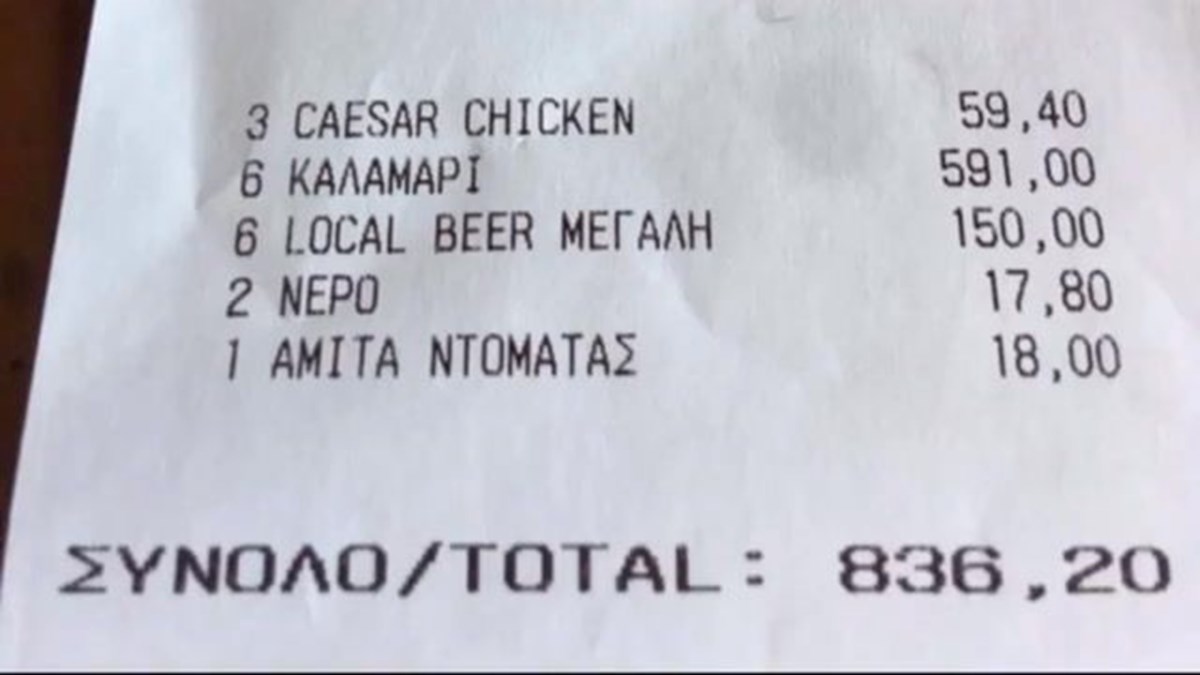 3 CAESAR CHICKEN 59,40
6 ΚΑΛΑΜΑΡΙ 591,00
6 LOCAL BEER ΜΕΓΑΛΗ 150,00
2 ΝΕΡΟ 17,80
1 ΑΜΙΤΑ ΝΤΟΜΑΤΑΣ 18,00
ΣΥΝΟΛΟ/TOTAL: 836,20